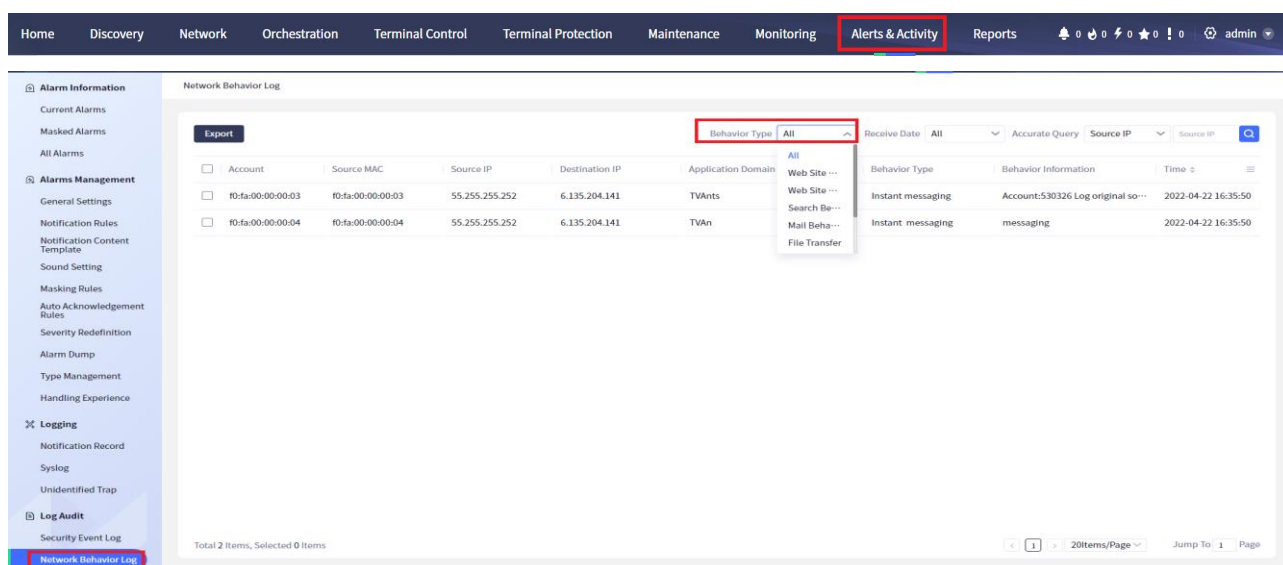 Home Discovery Network Orchestration Terminal Control Terminal Protection Maintenance Monitoring Alerts & Activity Reports 0 0 0 0 0 admin
Alarm Information
Current Alarms
Masked Alarms
All Alarms
Alarms Management
General Settings
Notification Rules
Notification Content
Template
Sound Setting
Masking Rules
Auto Acknowledgement
Rules
Severity Redefinition
Alarm Dump
Type Management
Handling Experience
Logging
Notification Record
Syslog
Unidentified Trap
Log Audit
Security Event Log
Network Behavior Log
Network Behavior Log
Export Behavior Type All Receive Date All Accurate Query Source IP Source IP
All
Web Site ···
Web Site ···
Search Be···
Mail Beha···
File Transfer
Account Source MAC Source IP Destination IP Application Domain Behavior Type Behavior Information Time
f0:fa:00:00:00:03 f0:fa:00:00:00:03 55.255.255.252 6.135.204.141 TVAnts Instant messaging Account:530326 Log original so··· 2022-04-22 16:35:50
f0:fa:00:00:00:04 f0:fa:00:00:00:04 55.255.255.252 6.135.204.141 TVAn Instant messaging messaging 2022-04-22 16:35:50
Total 2 Items, Selected 0 Items < 1 > 20Items/Page Jump To 1 Page